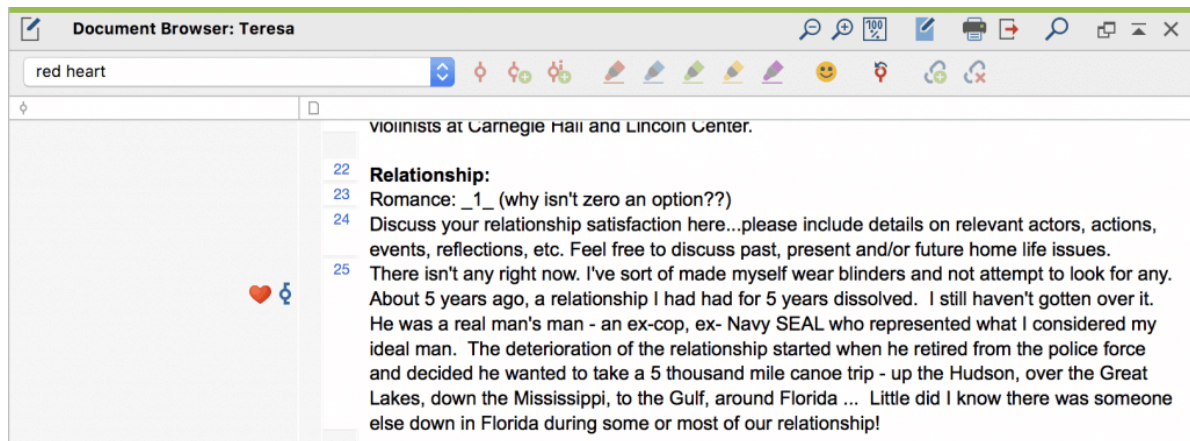 Document Browser: Teresa
100
%
red heart
violinists at Carnegie Hall and Lincoln Center.
22 Relationship:
23 Romance: _1_ (why isn't zero an option??)
24 Discuss your relationship satisfaction here...please include details on relevant actors, actions,
events, reflections, etc. Feel free to discuss past, present and/or future home life issues.
25 There isn't any right now. I've sort of made myself wear blinders and not attempt to look for any.
About 5 years ago, a relationship I had had for 5 years dissolved.  I still haven't gotten over it.
He was a real man's man - an ex-cop, ex- Navy SEAL who represented what I considered my
ideal man.  The deterioration of the relationship started when he retired from the police force
and decided he wanted to take a 5 thousand mile canoe trip - up the Hudson, over the Great
Lakes, down the Mississippi, to the Gulf, around Florida ...  Little did I know there was someone
else down in Florida during some or most of our relationship!